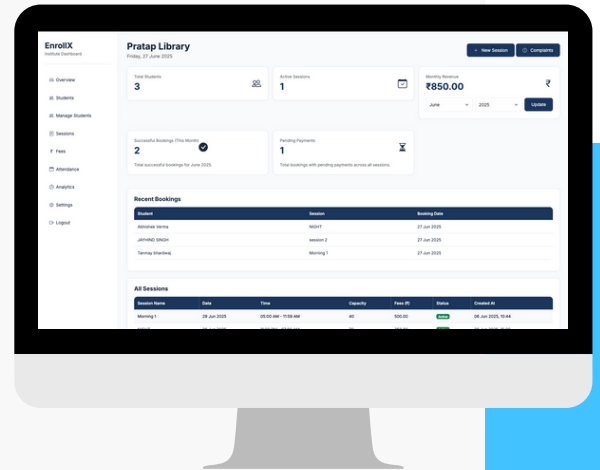 EnrollX
Institute Dashboard
Overview
Students
Manage Students
Sessions
₹ Fees
Attendance
Analytics
Settings
Logout
Pratap Library
Friday, 27 June 2025
+ New Session
Complaints
Total Students
3
Active Sessions
1
Monthly Revenue
₹850.00
₹
June
2025
Update
Successful Bookings (This Month)
2
Total successful bookings for June 2025.
Pending Payments
1
Total bookings with pending payments across all sessions.
Recent Bookings
Student Session Booking Date
Abhishek Verma NIGHT 27 Jun 2025
JAYHIND SINGH session 2 27 Jun 2025
Tanmay bhardwaj Morning 1 27 Jun 2025
All Sessions
Session Name Date Time Capacity Fees (₹) Status Created At
Morning 1 29 Jun 2025 05:00 AM - 11:59 AM 40 500.00 Active 08 Jun 2025, 10:44